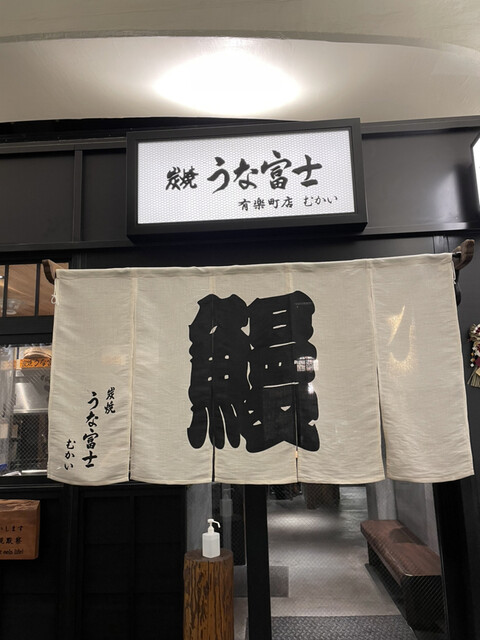 炭焼 うな富士
有楽町店 むかい
鰻
炭焼
うな富士
むかい